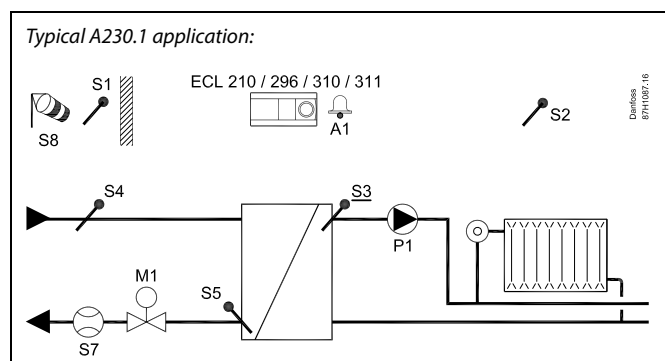 Typical A230.1 application:
ECL 210 / 296 / 310 / 311
S1
S8
A1
S2
Danfoss
87H1087.16
S4
S3
P1
M1
S5
S7